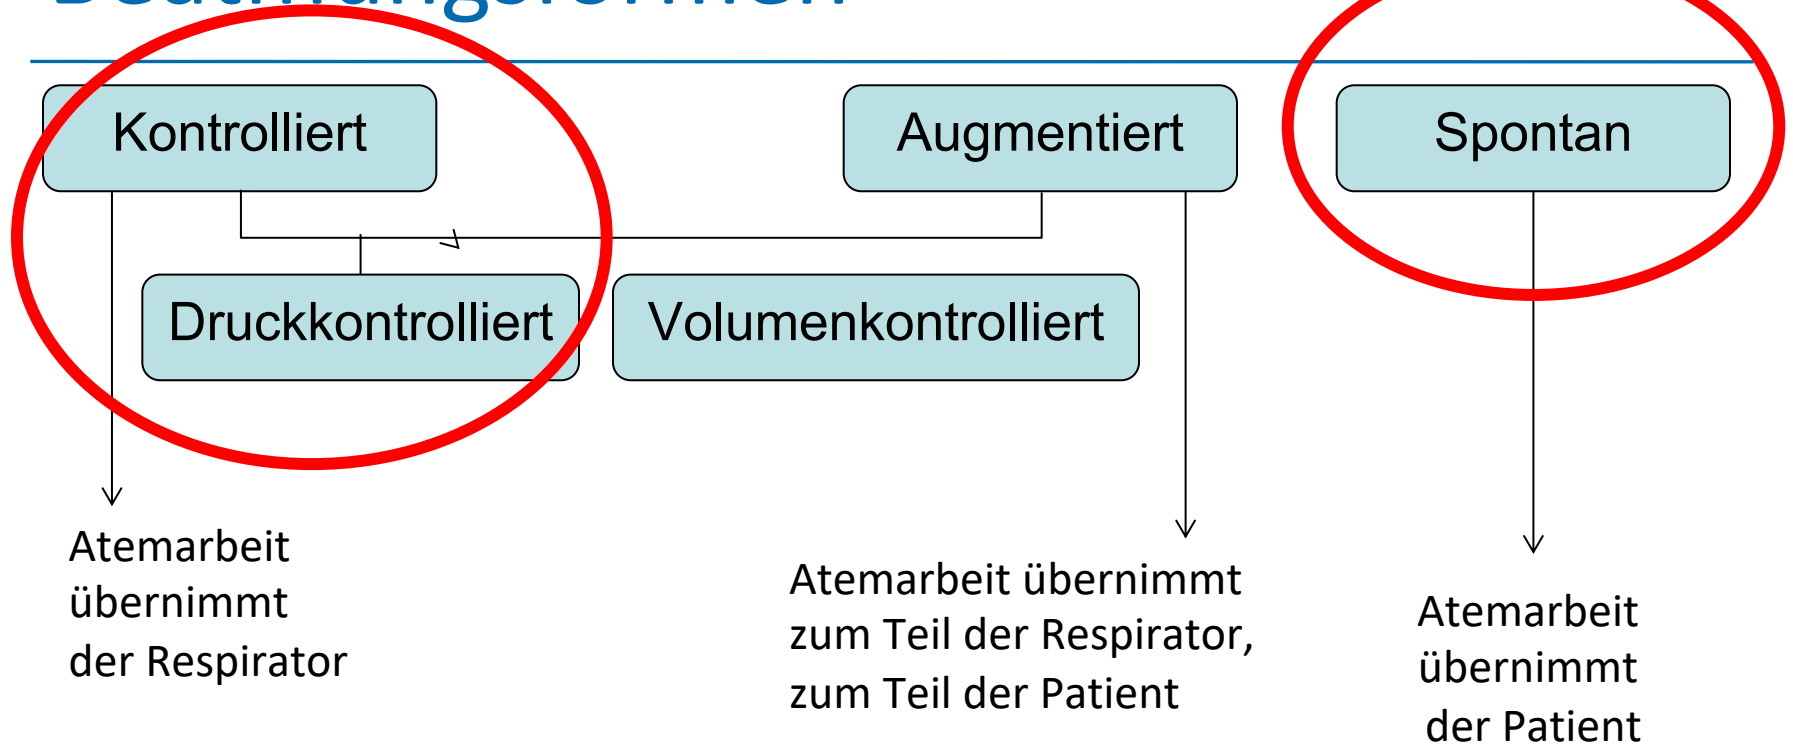 Kontrolliert
Augmentiert
Spontan
Druckkontrolliert
Volumenkontrolliert
Atemarbeit
übernimmt
der Respirator
Atemarbeit übernimmt
zum Teil der Respirator,
zum Teil der Patient
Atemarbeit
übernimmt
der Patient